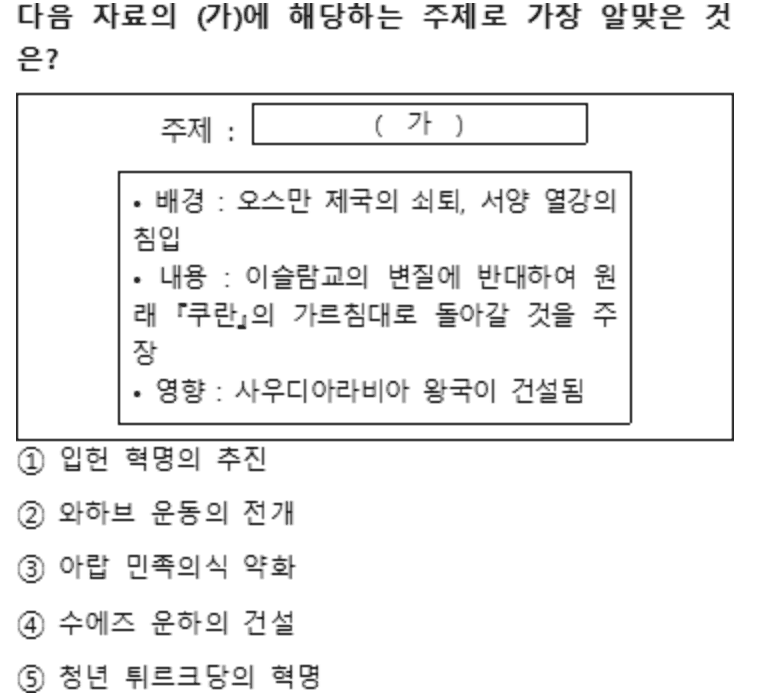 다음 자료의 (가)에 해당하는 주제로 가장 알맞은 것
은?
주제 : ( 가 )
• 배경 : 오스만 제국의 쇠퇴, 서양 열강의
침입
• 내용 : 이슬람교의 변질에 반대하여 원
래 『쿠란』의 가르침대로 돌아갈 것을 주
장
• 영향 : 사우디아라비아 왕국이 건설됨
① 입헌 혁명의 추진
② 와하브 운동의 전개
③ 아랍 민족의식 약화
④ 수에즈 운하의 건설
⑤ 청년 튀르크당의 혁명